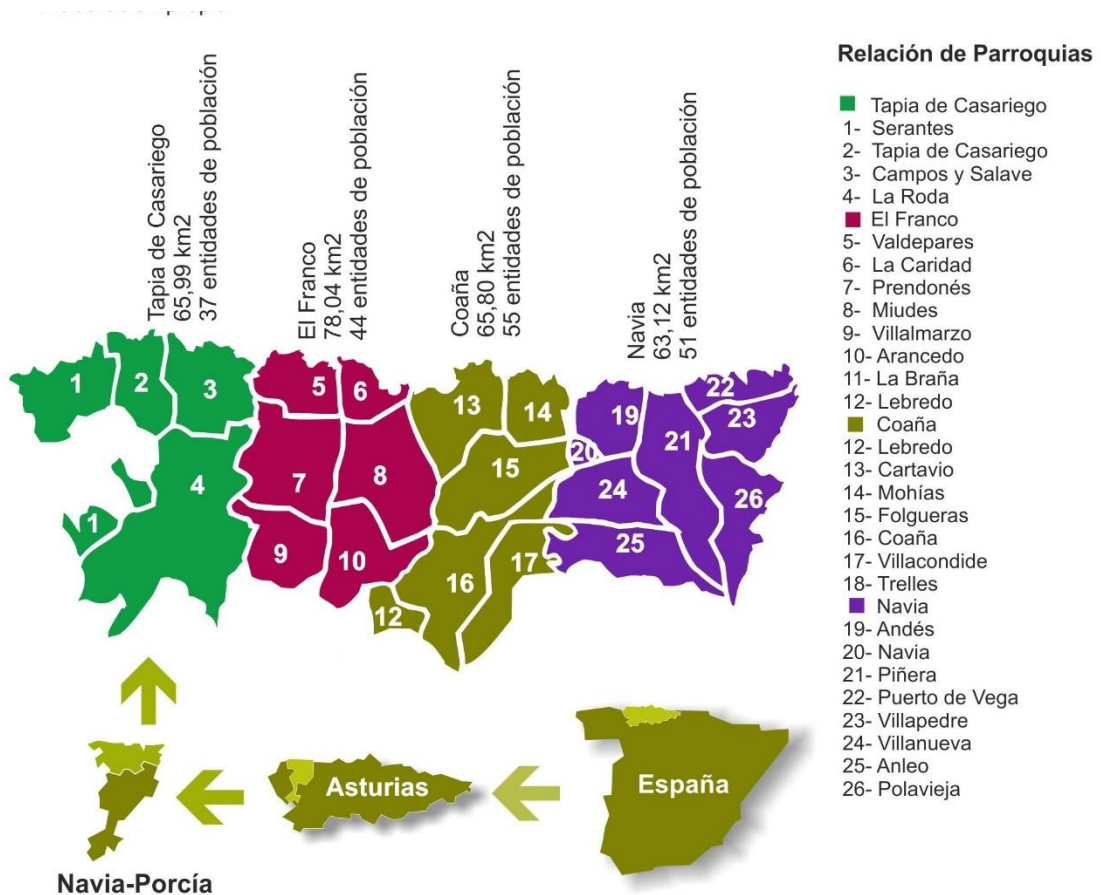 Relación de Parroquias
Tapia de Casariego
65,99 km2
37 entidades de población
El Franco
78,04 km2
44 entidades de población
Coaña
65,80 km2
55 entidades de población
Navia
63,12 km2
51 entidades de población
1
2
3
4
1
5
6
7
8
9
10
13
14
15
16
17
12
19
20
21
22
23
24
25
26
Tapia de Casariego
1- Serantes
2- Tapia de Casariego
3- Campos y Salave
4- La Roda
El Franco
5- Valdepares
6- La Caridad
7- Prendonés
8- Miudes
9- Villalmarzo
10- Arancedo
11- La Braña
12- Lebredo
Coaña
12- Lebredo
13- Cartavio
14- Mohías
15- Folgueras
16- Coaña
17- Villacondide
18- Trelles
Navia
19- Andés
20- Navia
21- Piñera
22- Puerto de Vega
23- Villapedre
24- Villanueva
25- Anleo
26- Polavieja
Navia-Porcía
Asturias
España